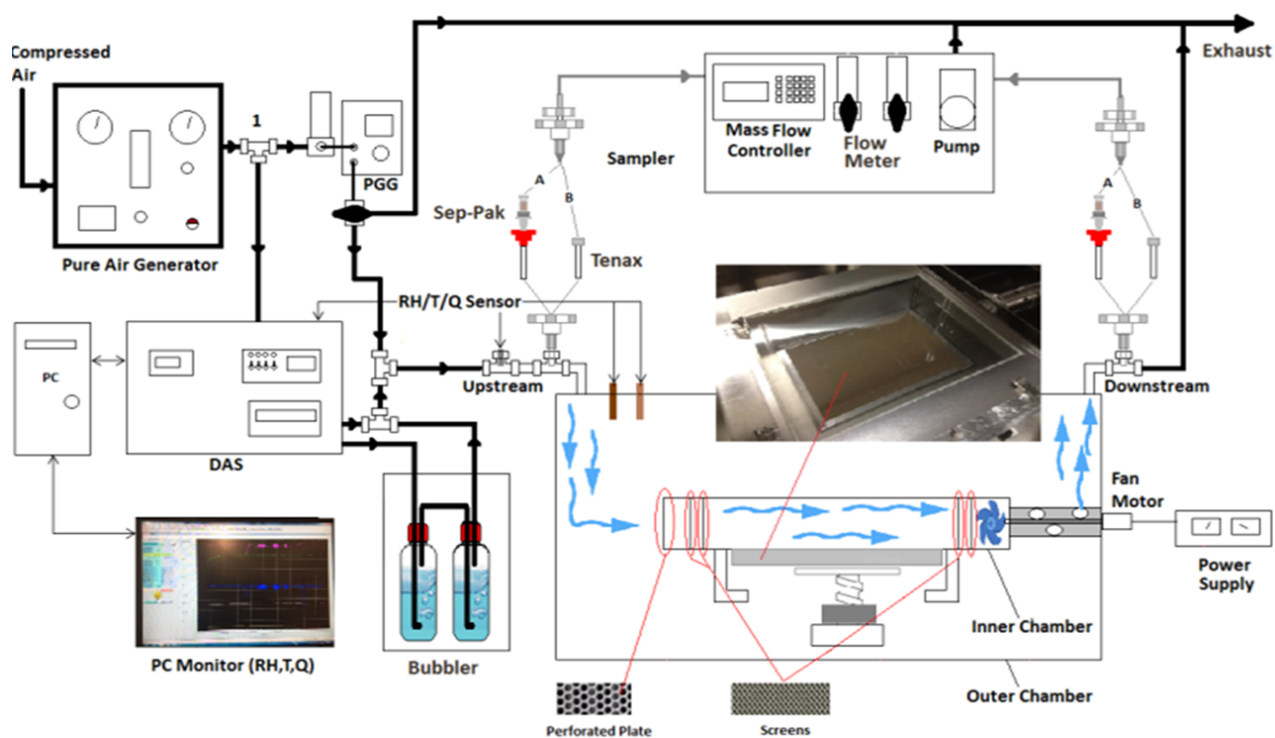 Compressed
Air
Exhaust
1
PGG
Sampler
Mass Flow
Controller
Flow
Meter
Pump
A
B
A
B
Sep-Pak
Tenax
Pure Air Generator
RH/T/Q Sensor
PC
Upstream
Downstream
DAS
Fan
Motor
Power
Supply
PC Monitor (RH,T,Q)
Bubbler
Inner Chamber
Outer Chamber
Perforated Plate
Screens